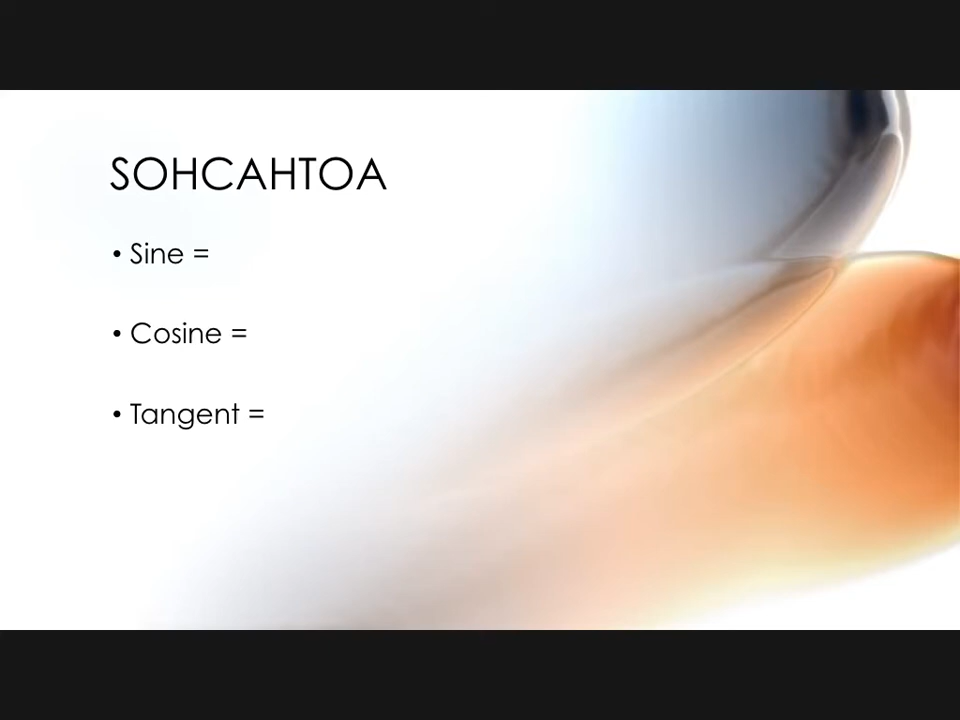 SOHCAHTOA
• Sine =
• Cosine =
• Tangent =